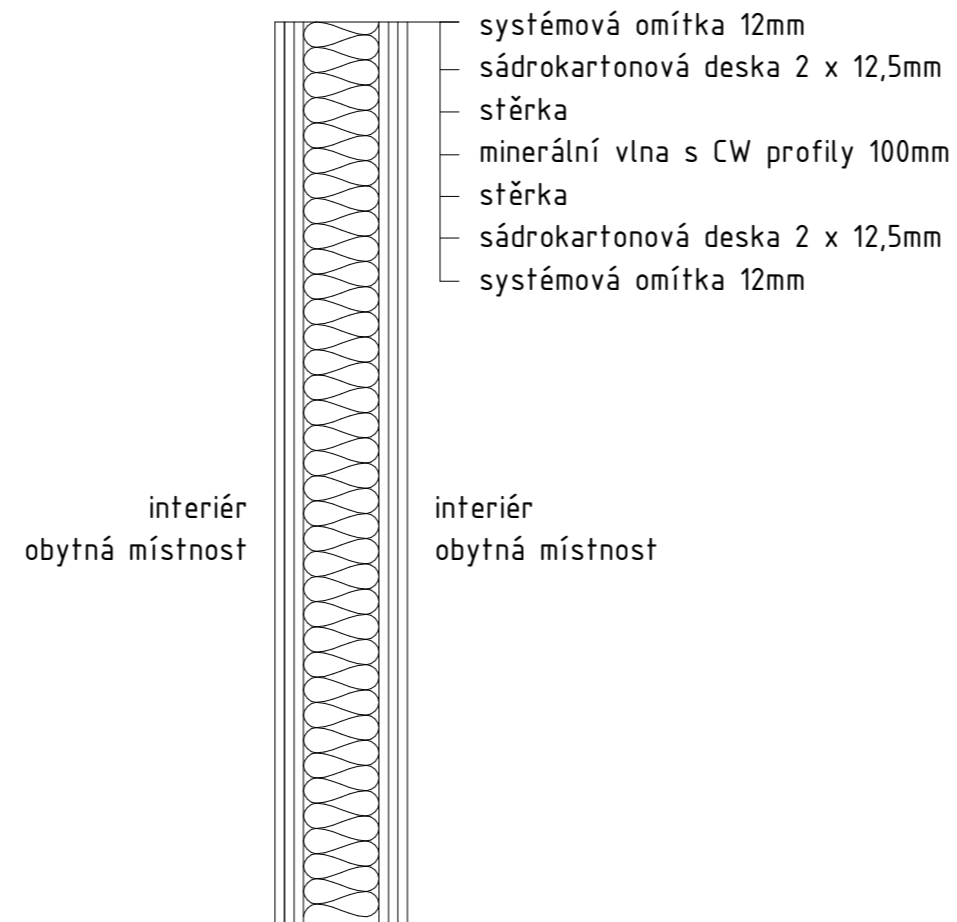 systémová omítka 12mm
sádrokartonová deska 2 x 12,5mm
stěrka
minerální vlna s CW profily 100mm
stěrka
sádrokartonová deska 2 x 12,5mm
systémová omítka 12mm
interiér
obytná místnost
interiér
obytná místnost